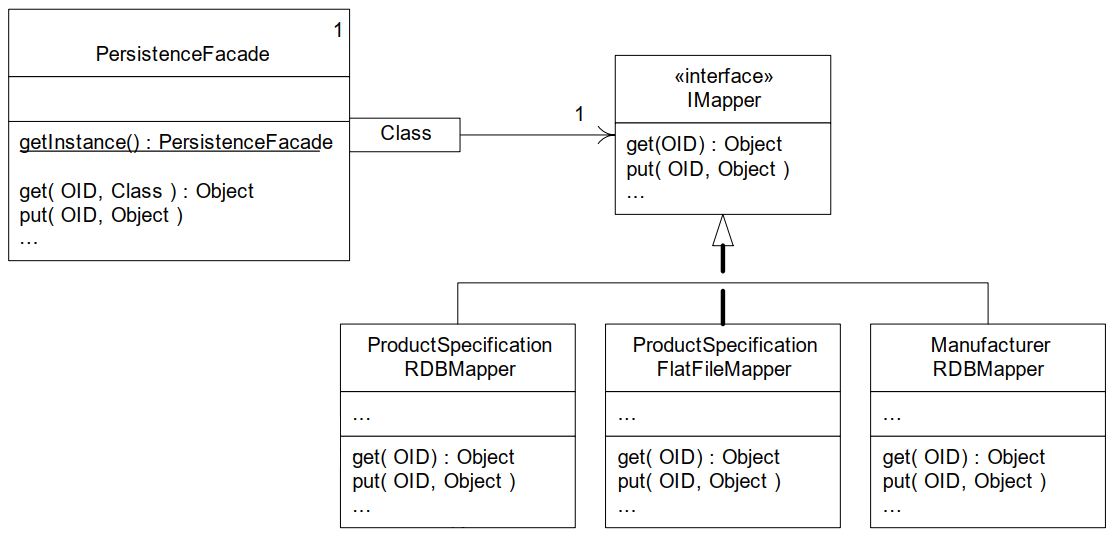 1
PersistenceFacade
getInstance() : PersistenceFacade
get( OID, Class ) : Object
put( OID, Object )
...
Class
1
«interface»
IMapper
get(OID) : Object
put( OID, Object )
...
ProductSpecification
RDBMapper
...
get( OID) : Object
put( OID, Object )
...
ProductSpecification
FlatFileMapper
...
get( OID) : Object
put( OID, Object )
...
Manufacturer
RDBMapper
...
get( OID) : Object
put( OID, Object )
...